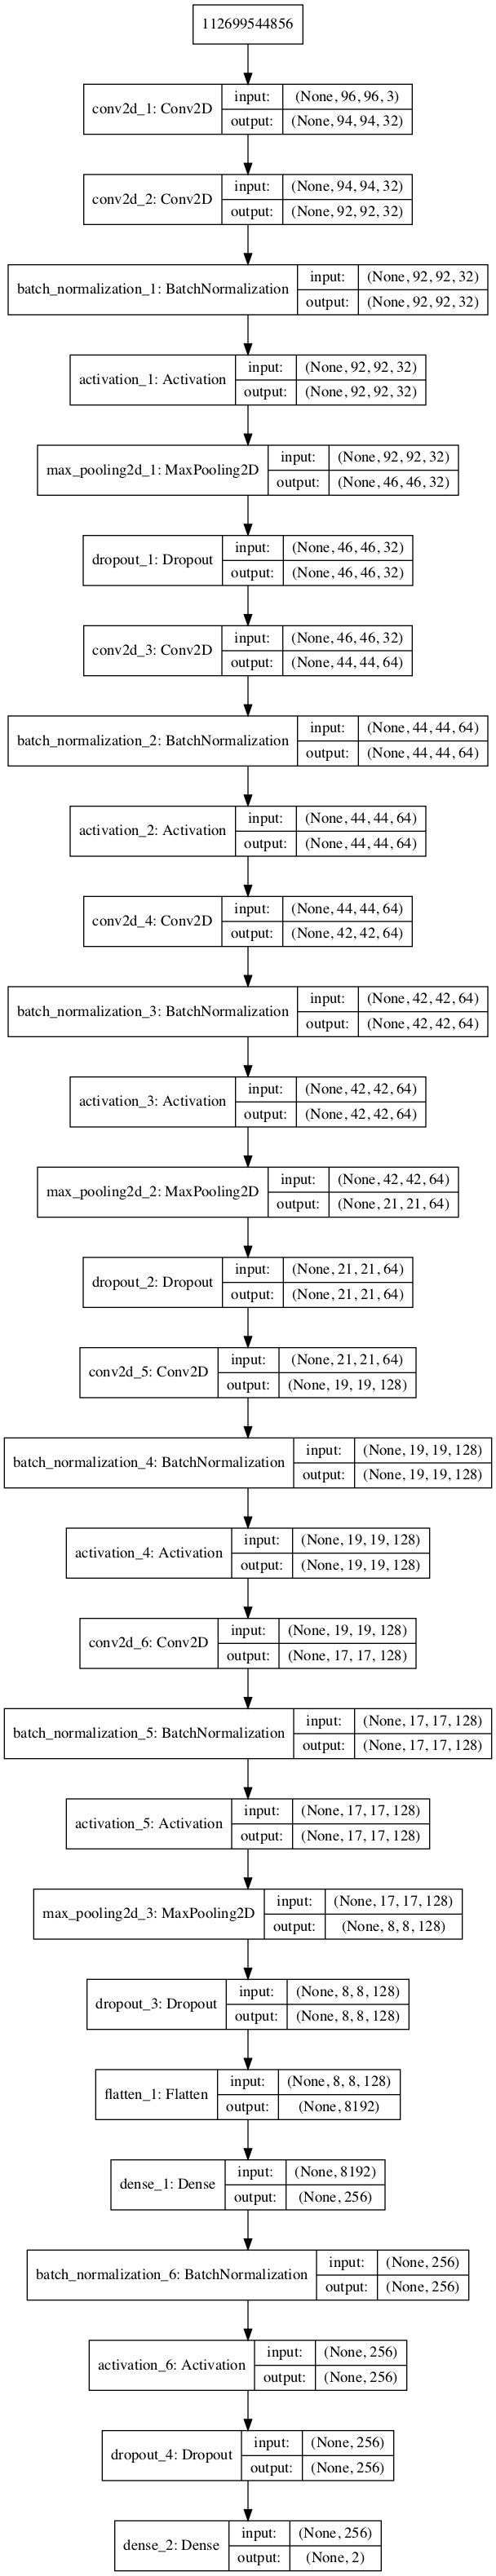 112699544856
conv2d_1: Conv2D
input: (None, 96, 96, 3)
output: (None, 94, 94, 32)
conv2d_2: Conv2D
input: (None, 94, 94, 32)
output: (None, 92, 92, 32)
batch_normalization_1: BatchNormalization
input: (None, 92, 92, 32)
output: (None, 92, 92, 32)
activation_1: Activation
input: (None, 92, 92, 32)
output: (None, 92, 92, 32)
max_pooling2d_1: MaxPooling2D
input: (None, 92, 92, 32)
output: (None, 46, 46, 32)
dropout_1: Dropout
input: (None, 46, 46, 32)
output: (None, 46, 46, 32)
conv2d_3: Conv2D
input: (None, 46, 46, 32)
output: (None, 44, 44, 64)
batch_normalization_2: BatchNormalization
input: (None, 44, 44, 64)
output: (None, 44, 44, 64)
activation_2: Activation
input: (None, 44, 44, 64)
output: (None, 44, 44, 64)
conv2d_4: Conv2D
input: (None, 44, 44, 64)
output: (None, 42, 42, 64)
batch_normalization_3: BatchNormalization
input: (None, 42, 42, 64)
output: (None, 42, 42, 64)
activation_3: Activation
input: (None, 42, 42, 64)
output: (None, 42, 42, 64)
max_pooling2d_2: MaxPooling2D
input: (None, 42, 42, 64)
output: (None, 21, 21, 64)
dropout_2: Dropout
input: (None, 21, 21, 64)
output: (None, 21, 21, 64)
conv2d_5: Conv2D
input: (None, 21, 21, 64)
output: (None, 19, 19, 128)
batch_normalization_4: BatchNormalization
input: (None, 19, 19, 128)
output: (None, 19, 19, 128)
activation_4: Activation
input: (None, 19, 19, 128)
output: (None, 19, 19, 128)
conv2d_6: Conv2D
input: (None, 19, 19, 128)
output: (None, 17, 17, 128)
batch_normalization_5: BatchNormalization
input: (None, 17, 17, 128)
output: (None, 17, 17, 128)
activation_5: Activation
input: (None, 17, 17, 128)
output: (None, 17, 17, 128)
max_pooling2d_3: MaxPooling2D
input: (None, 17, 17, 128)
output: (None, 8, 8, 128)
dropout_3: Dropout
input: (None, 8, 8, 128)
output: (None, 8, 8, 128)
flatten_1: Flatten
input: (None, 8, 8, 128)
output: (None, 8192)
dense_1: Dense
input: (None, 8192)
output: (None, 256)
batch_normalization_6: BatchNormalization
input: (None, 256)
output: (None, 256)
activation_6: Activation
input: (None, 256)
output: (None, 256)
dropout_4: Dropout
input: (None, 256)
output: (None, 256)
dense_2: Dense
input: (None, 256)
output: (None, 2)